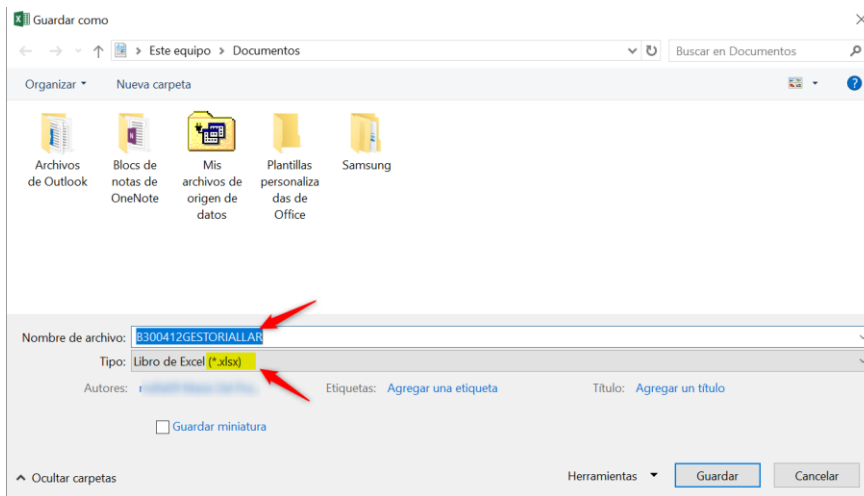 Guardar como
Este equipo > Documentos
Buscar en Documentos
Organizar
Nueva carpeta
Archivos de Outlook
Blocs de notas de OneNote
Mis archivos de origen de datos
Plantillas personaliza das de Office
Samsung
Nombre de archivo: B300412GESTORIALLAR
Tipo: Libro de Excel (*.xlsx)
Autores:
Etiquetas: Agregar una etiqueta
Título: Agregar un título
Guardar miniatura
Ocultar carpetas
Herramientas
Guardar
Cancelar